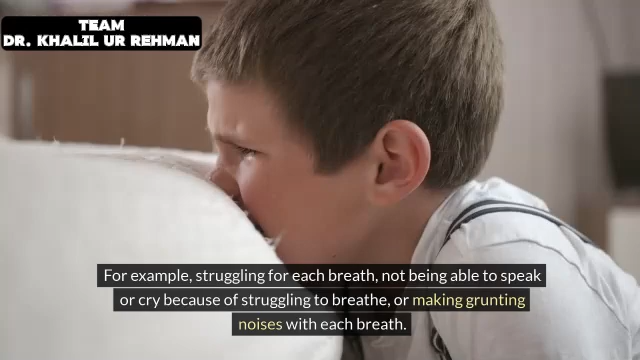 TEAM
DR. KHALIL UR REHMAN
For example, struggling for each breath, not being able to speak
or cry because of struggling to breathe, or making grunting
noises with each breath.